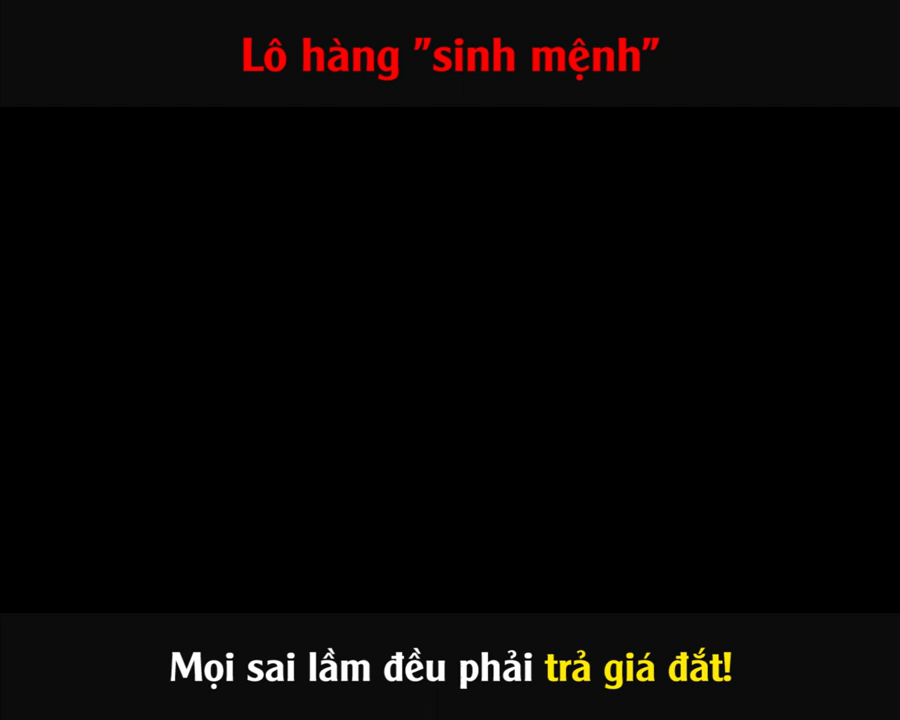 Lô hàng "sinh mệnh"
Mọi sai lầm đều phải trả giá đắt!